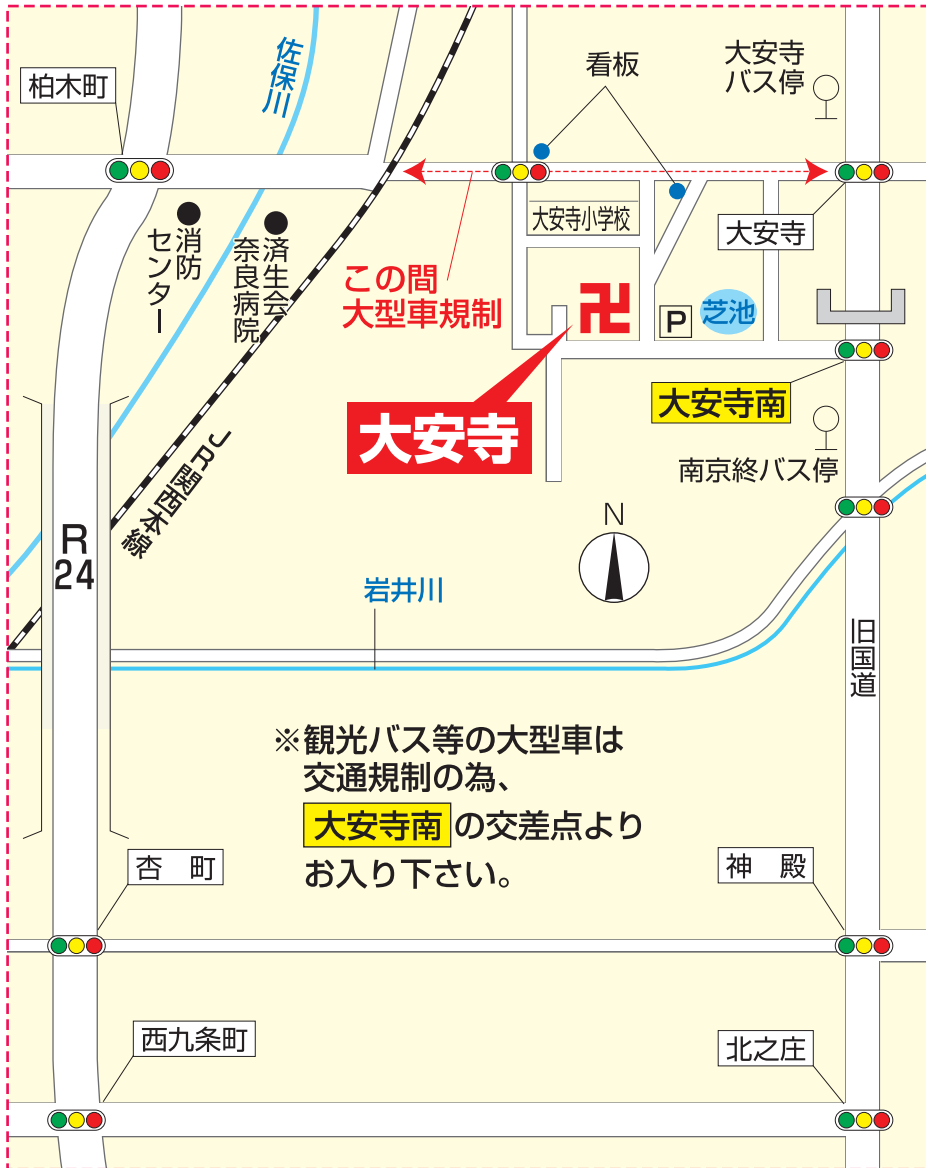 佐保川
柏木町
看板
大安寺
バス停
消防
センター
済生会
奈良病院
大安寺小学校
大安寺
この間
大型車規制
卍
P
芝池
大安寺
大安寺南
JR関西本線
南京終バス停
R
24
N
岩井川
旧国道
※観光バス等の大型車は
交通規制の為、
大安寺南の交差点より
お入り下さい。
杏 町
神 殿
西九条町
北之庄